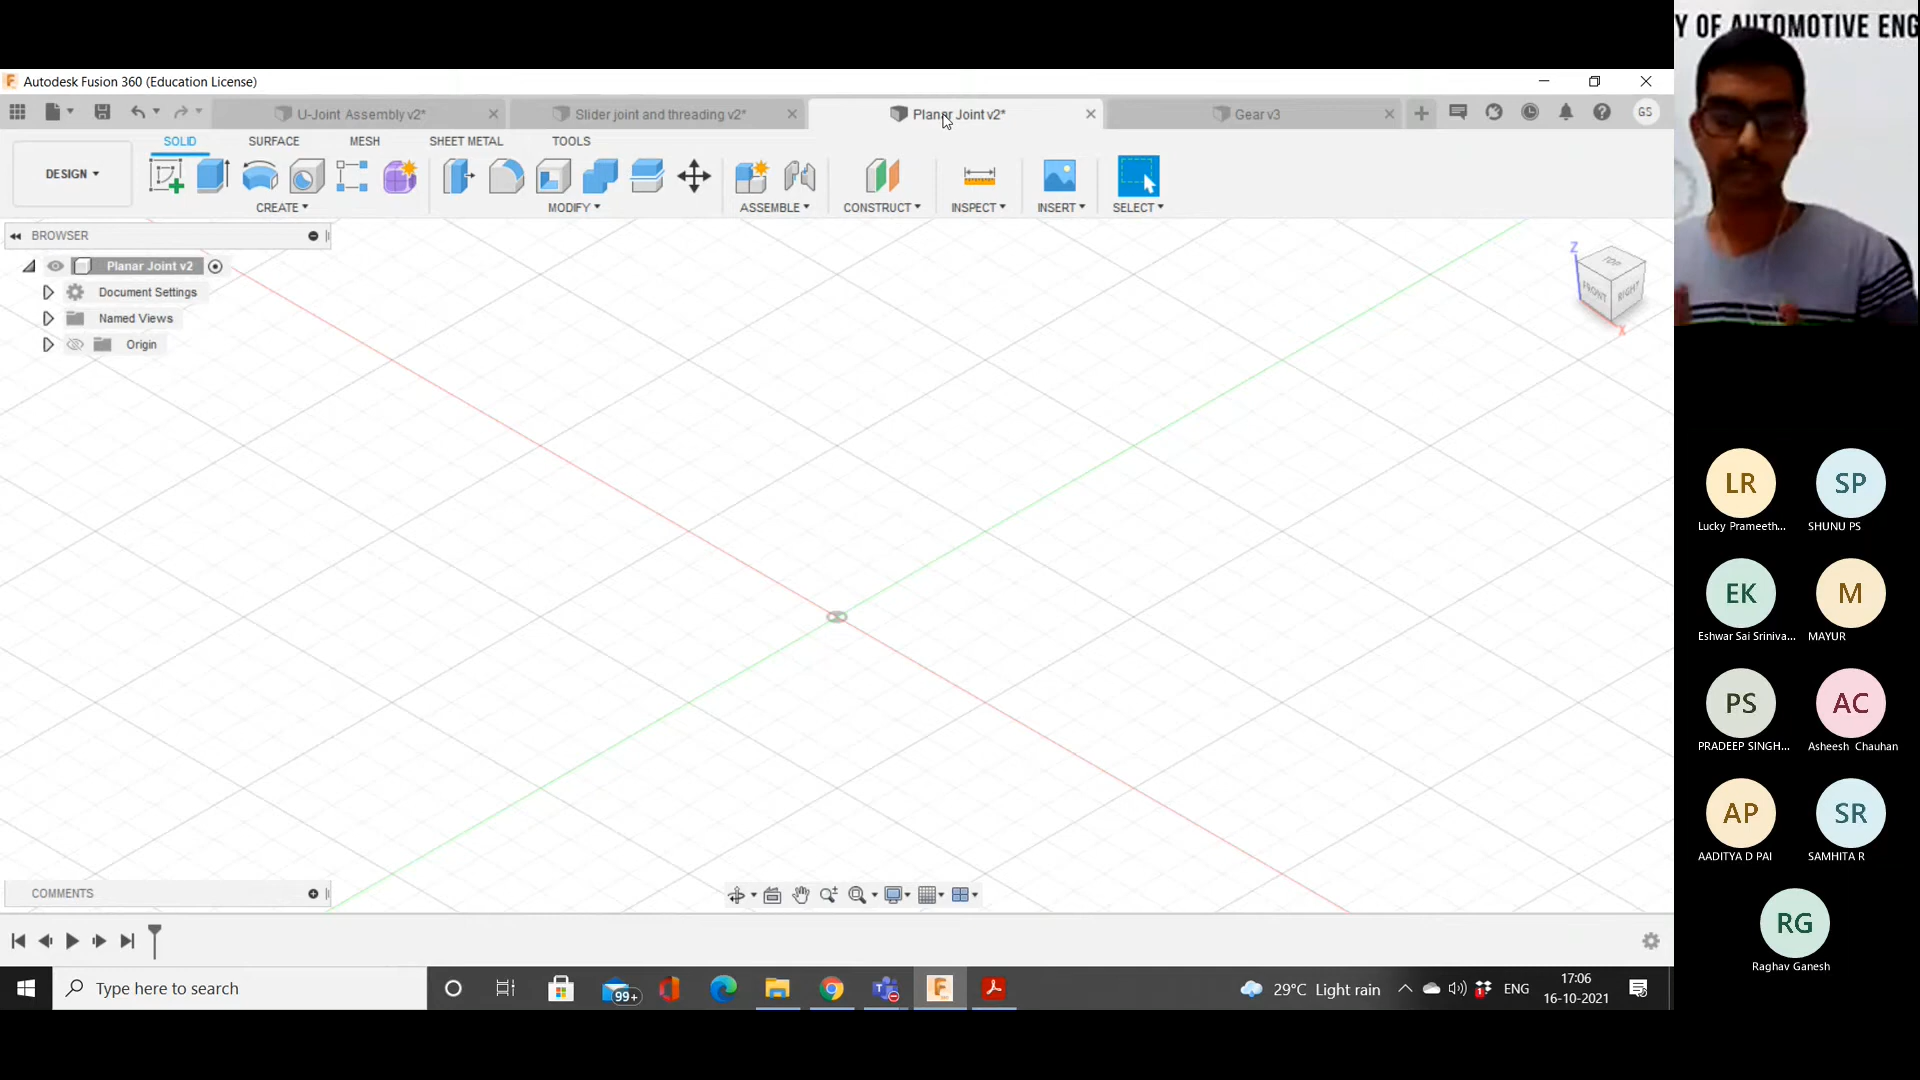 Y OF AUTOMOTIVE ENG
Autodesk Fusion 360 (Education License)
U-Joint Assembly v2*
Slider joint and threading v2*
Planar Joint v2*
Gear v3
GS
SOLID
SURFACE
MESH
SHEET METAL
TOOLS
DESIGN
CREATE
MODIFY
ASSEMBLE
CONSTRUCT
INSPECT
INSERT
SELECT
BROWSER
Planar Joint v2
Document Settings
Named Views
Origin
Z
TOP
FRONT
RIGHT
X
COMMENTS
LR
Lucky Prameeth...
SP
SHUNU PS
EK
Eshwar Sai Sriniva...
M
MAYUR
PS
PRADEEP SINGH...
AC
Asheesh Chauhan
AP
AADITYA D PAI
SR
SAMHITA R
RG
Raghav Ganesh
Type here to search
99+
29°C Light rain
ENG
17:06
16-10-2021